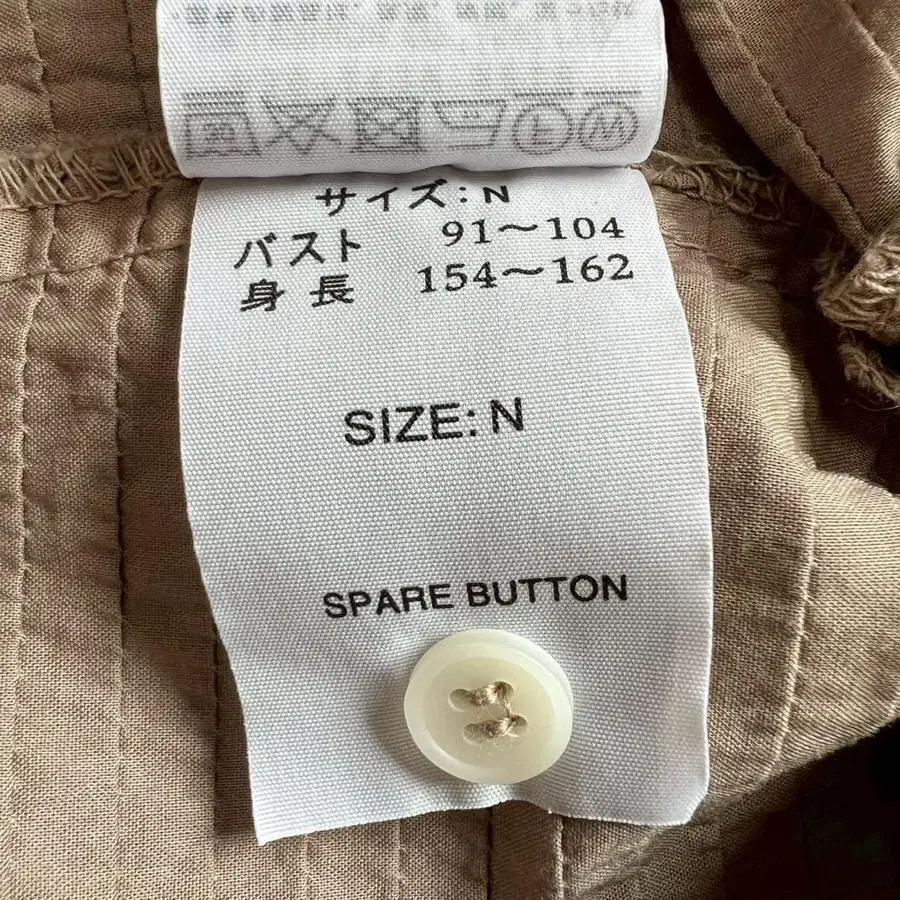 サイズ: N
バスト 91～104
身長 154～162
SIZE: N
SPARE BUTTON